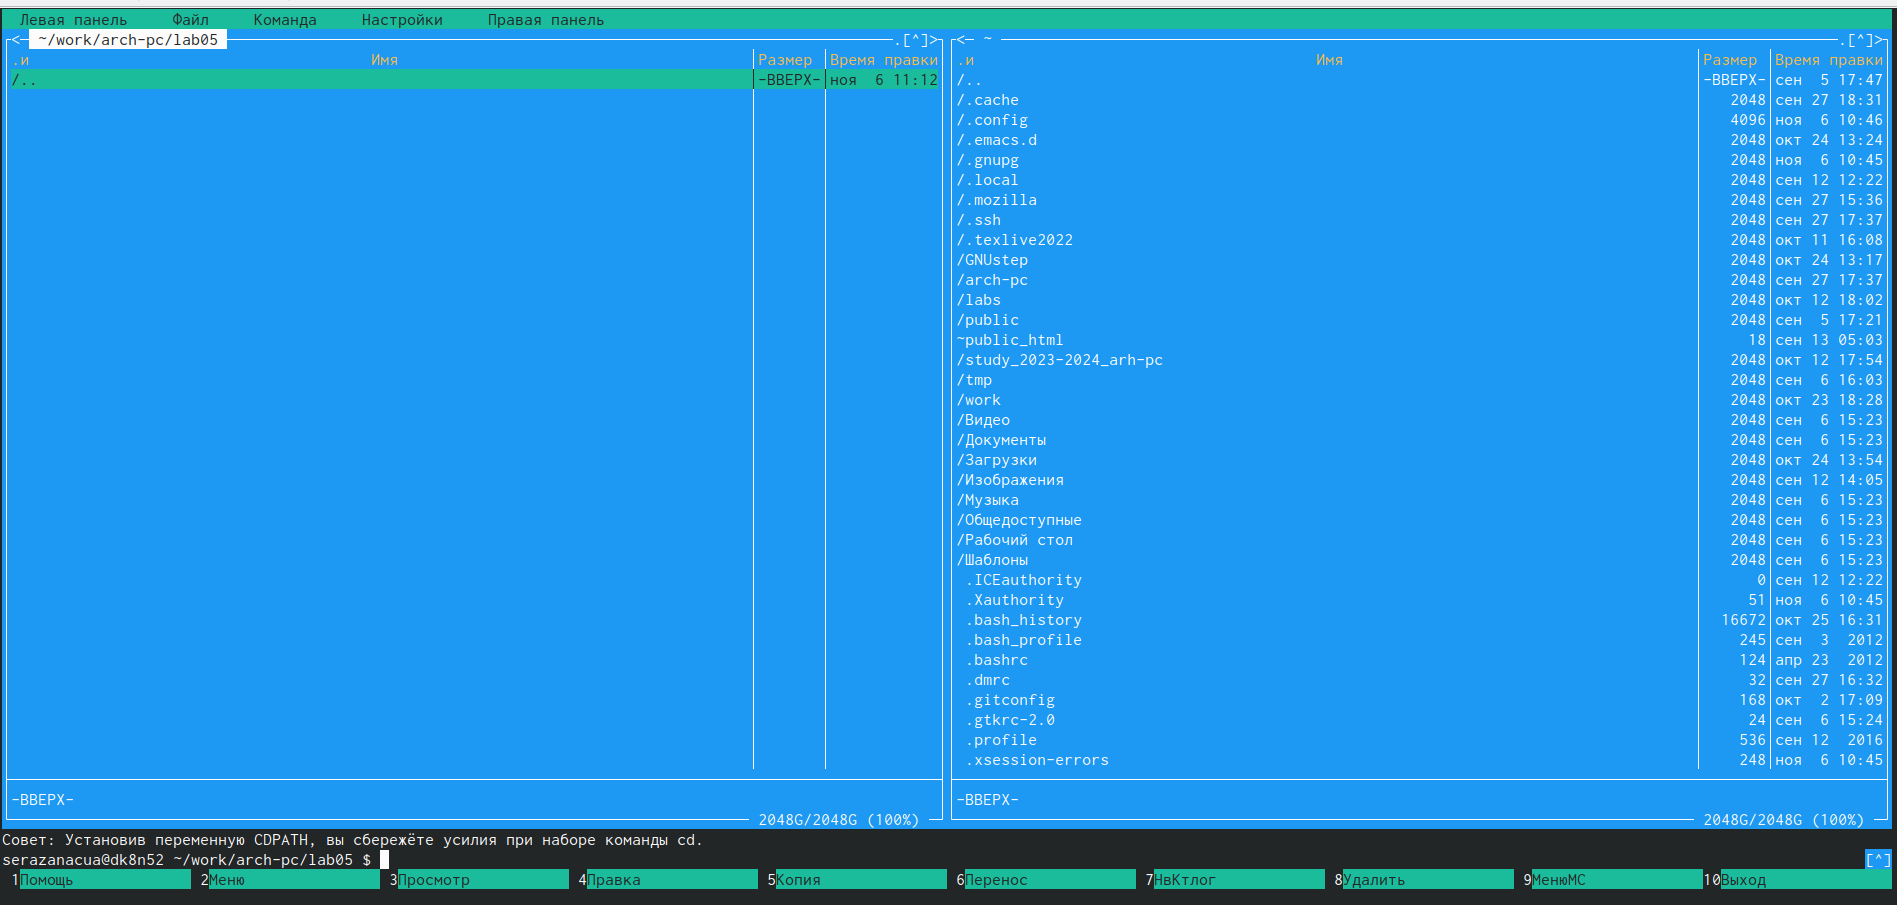 Левая панель Файл Команда Настройки Правая панель
<─ ~/work/arch-pc/lab05 .[^]>
.и Имя Размер Время правки
/.. -ВВЕРХ- ноя 6 11:12
-ВВЕРХ-
2048G/2048G (100%)
<─ ~ .[^]>
.и Имя Размер Время правки
/.. -ВВЕРХ- сен 5 17:47
/.cache 2048 сен 27 18:31
/.config 4096 ноя 6 10:46
/.emacs.d 2048 окт 24 13:24
/.gnupg 2048 ноя 6 10:45
/.local 2048 сен 12 12:22
/.mozilla 2048 сен 27 15:36
/.ssh 2048 сен 27 17:37
/.texlive2022 2048 окт 11 16:08
/GNUstep 2048 окт 24 13:17
/arch-pc 2048 сен 27 17:37
/labs 2048 окт 12 18:02
/public 2048 сен 5 17:21
~public_html 18 сен 13 05:03
/study_2023-2024_arh-pc 2048 окт 12 17:54
/tmp 2048 сен 6 16:03
/work 2048 окт 23 18:28
/Видео 2048 сен 6 15:23
/Документы 2048 сен 6 15:23
/Загрузки 2048 окт 24 13:54
/Изображения 2048 сен 12 14:05
/Музыка 2048 сен 6 15:23
/Общедоступные 2048 сен 6 15:23
/Рабочий стол 2048 сен 6 15:23
/Шаблоны 2048 сен 6 15:23
.ICEauthority 0 сен 12 12:22
.Xauthority 51 ноя 6 10:45
.bash_history 16672 окт 25 16:31
.bash_profile 245 сен 3 2012
.bashrc 124 апр 23 2012
.dmrc 32 сен 27 16:32
.gitconfig 168 окт 2 17:09
.gtkrc-2.0 24 сен 6 15:24
.profile 536 сен 12 2016
.xsession-errors 248 ноя 6 10:45
-ВВЕРХ-
2048G/2048G (100%)
Совет: Установив переменную CDPATH, вы сбережёте усилия при наборе команды cd.
serazanacua@dk8n52 ~/work/arch-pc/lab05 $ [^]
1Помощь 2Меню 3Просмотр 4Правка 5Копия 6Перенос 7НвКтлог 8Удалить 9МенюМС 10Выход